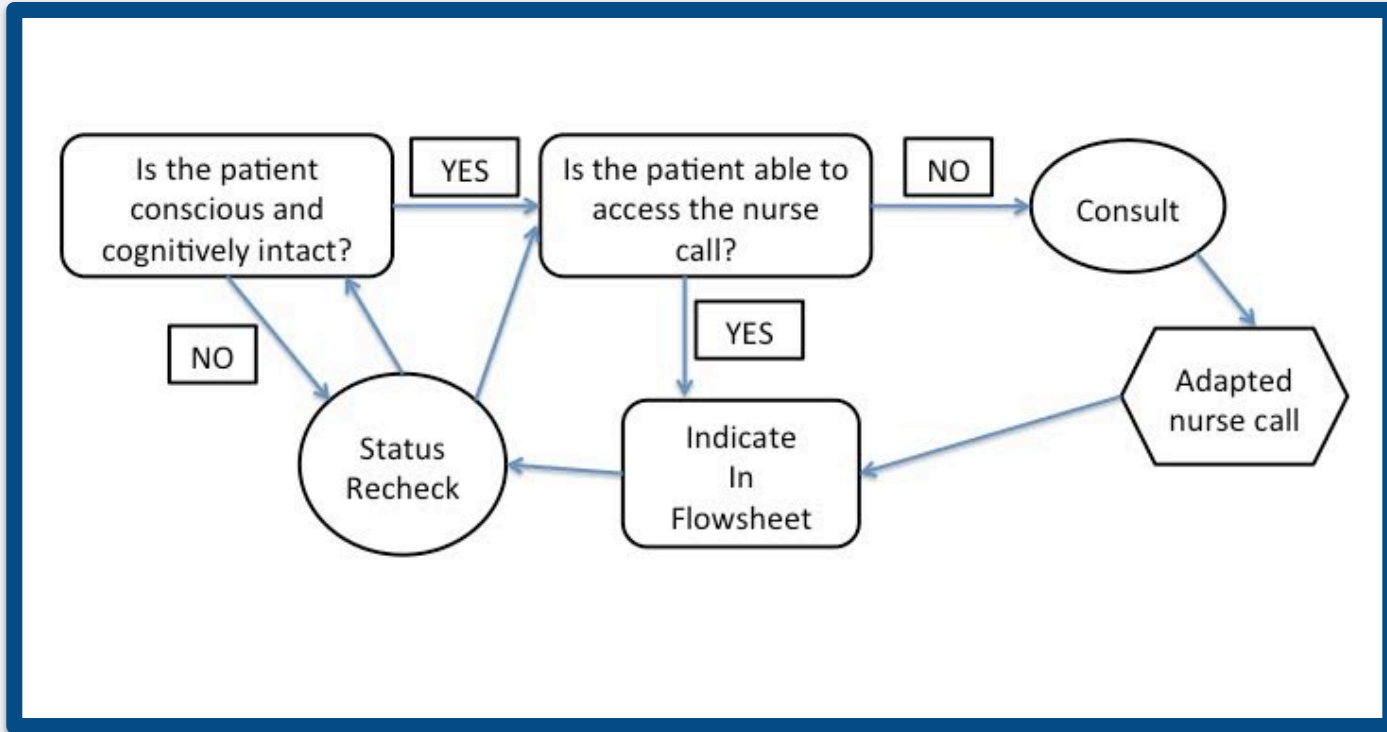 Is the patient
conscious and
cognitively intact?
YES
Is the patient able to
access the nurse
call?
NO
Consult
NO
YES
Adapted
nurse call
Status
Recheck
Indicate
In
Flowsheet